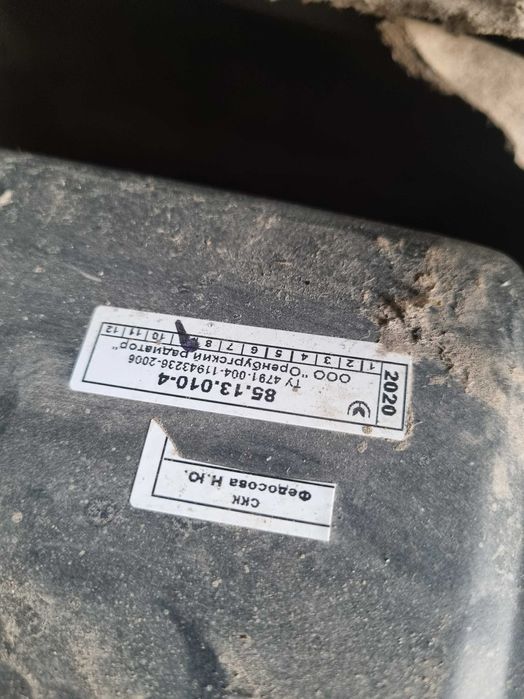 СКК
Федосова Н.Ю.
2020
85.13.010-4
ТУ 4791-004-11943236-2006
ООО "Оренбургский радиатор"
1 2 3 4 5 6 7 8 10 11 12